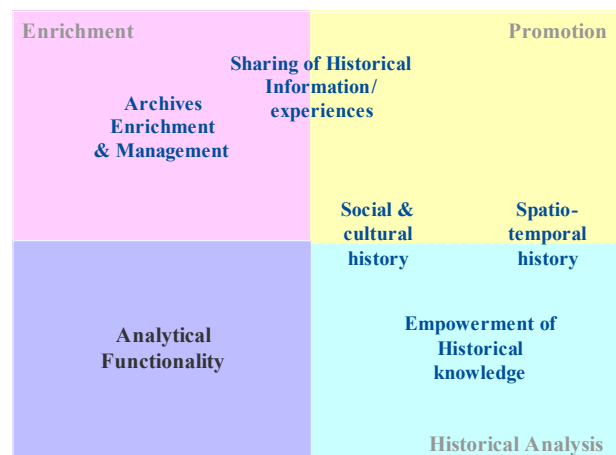 Enrichment
Promotion
Sharing of Historical
Information/
experiences
Archives
Enrichment
& Management
Social &
cultural
history
Spatio-
temporal
history
Analytical
Functionality
Empowerment of
Historical
knowledge
Historical Analysis